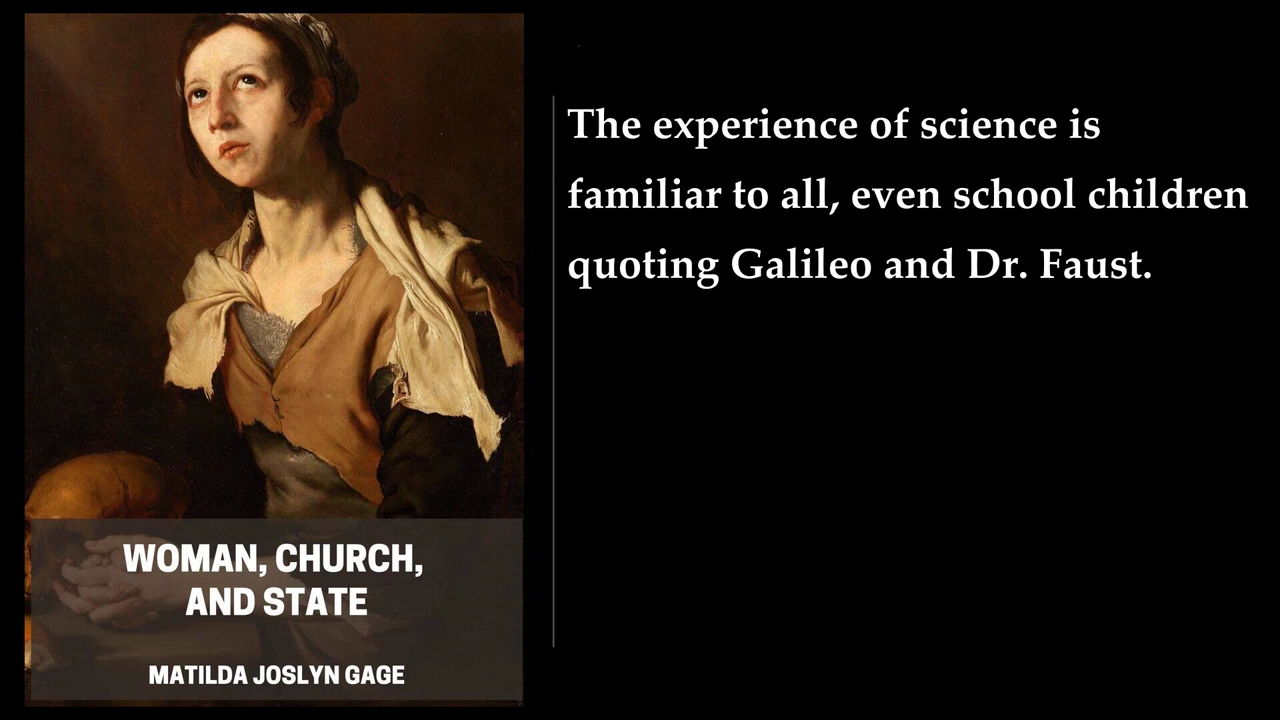 WOMAN, CHURCH,
AND STATE
MATILDA JOSLYN GAGE
The experience of science is
familiar to all, even school children
quoting Galileo and Dr. Faust.